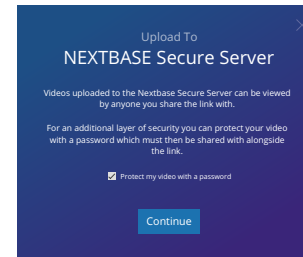 Upload To
NEXTBASE Secure Server
Videos uploaded to the Nextbase Secure Server can be viewed
by anyone you share the link with.
For an additional layer of security you can protect your video
with a password which must then be shared with alongside
the link.
Protect my video with a password
Continue